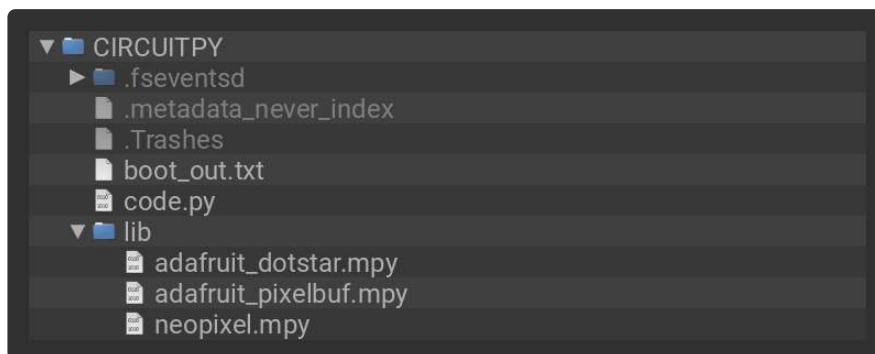 CIRCUITPY
.fseventsd
.metadata_never_index
.Trashes
boot_out.txt
code.py
lib
adafruit_dotstar.mpy
adafruit_pixelbuf.mpy
neopixel.mpy